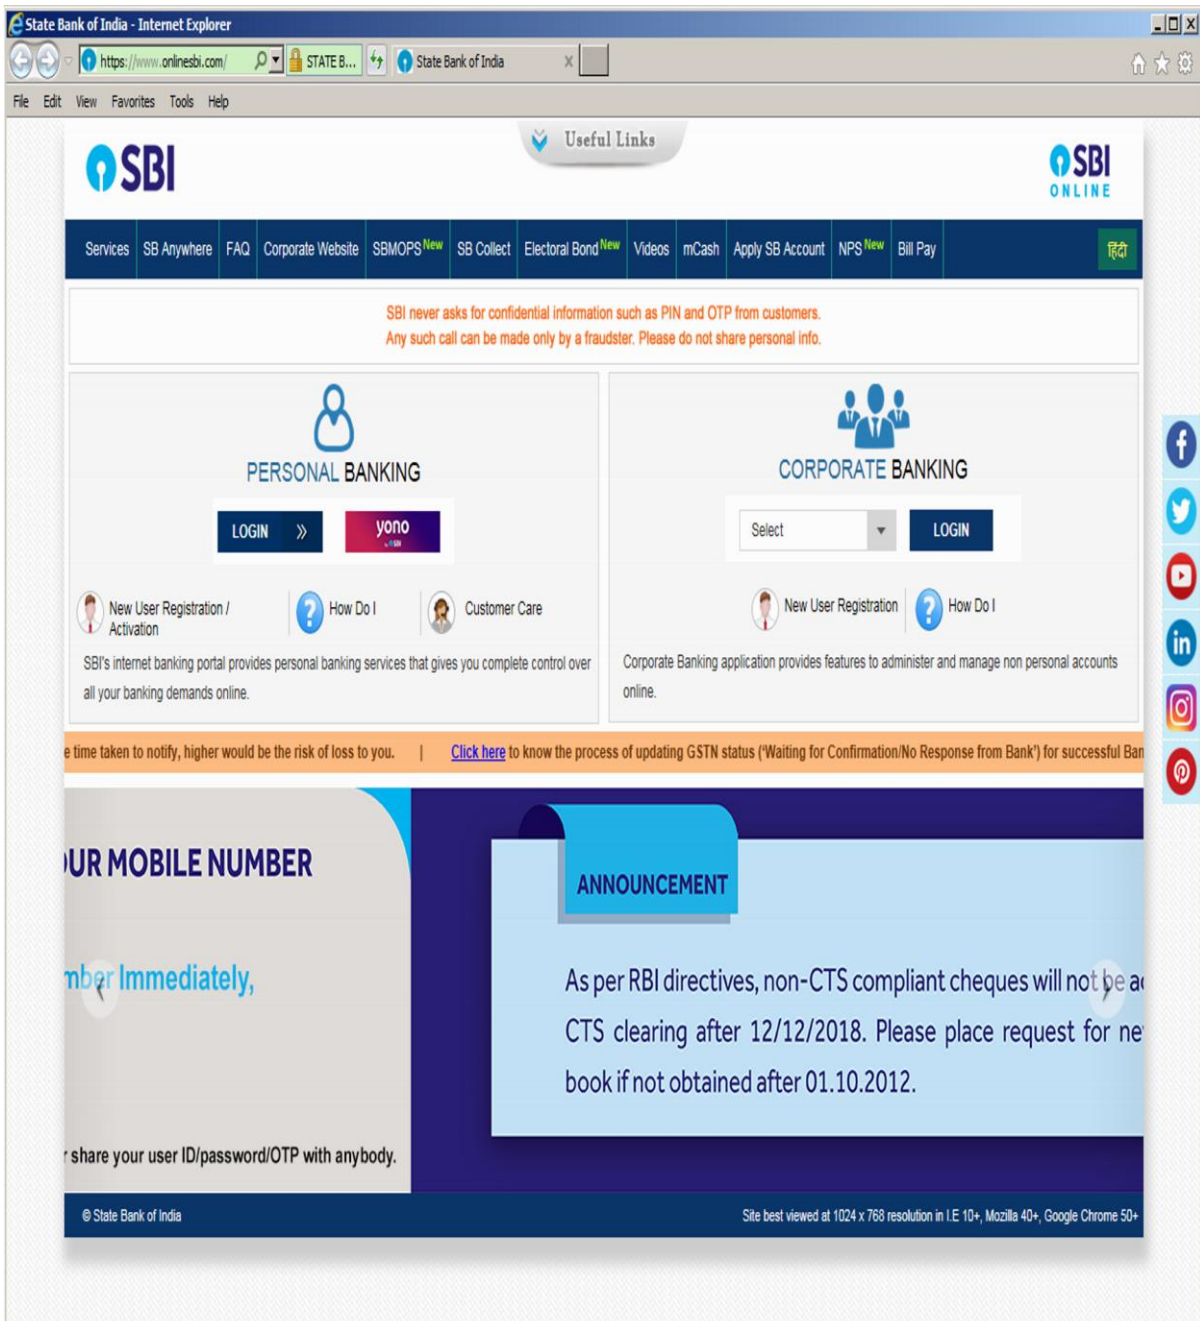 State Bank of India - Internet Explorer
https://www.onlinesbi.com/ STATE B... State Bank of India
File Edit View Favorites Tools Help
Useful Links
SBI
SBI
ONLINE
Services SB Anywhere FAQ Corporate Website SBMOPS New SB Collect Electoral Bond New Videos mCash Apply SB Account NPS New Bill Pay हिंदी
SBI never asks for confidential information such as PIN and OTP from customers.
Any such call can be made only by a fraudster. Please do not share personal info.
PERSONAL BANKING
LOGIN » yono
by SBI
New User Registration /
Activation
How Do I
Customer Care
SBI's internet banking portal provides personal banking services that gives you complete control over
all your banking demands online.
CORPORATE BANKING
Select LOGIN
New User Registration How Do I
Corporate Banking application provides features to administer and manage non personal accounts
online.
e time taken to notify, higher would be the risk of loss to you. | Click here to know the process of updating GSTN status ('Waiting for Confirmation/No Response from Bank') for successful Ban
OUR MOBILE NUMBER
mber Immediately,
r share your user ID/password/OTP with anybody.
ANNOUNCEMENT
As per RBI directives, non-CTS compliant cheques will not be ac
CTS clearing after 12/12/2018. Please place request for ne
book if not obtained after 01.10.2012.
© State Bank of India Site best viewed at 1024 x 768 resolution in I.E 10+, Mozilla 40+, Google Chrome 50+